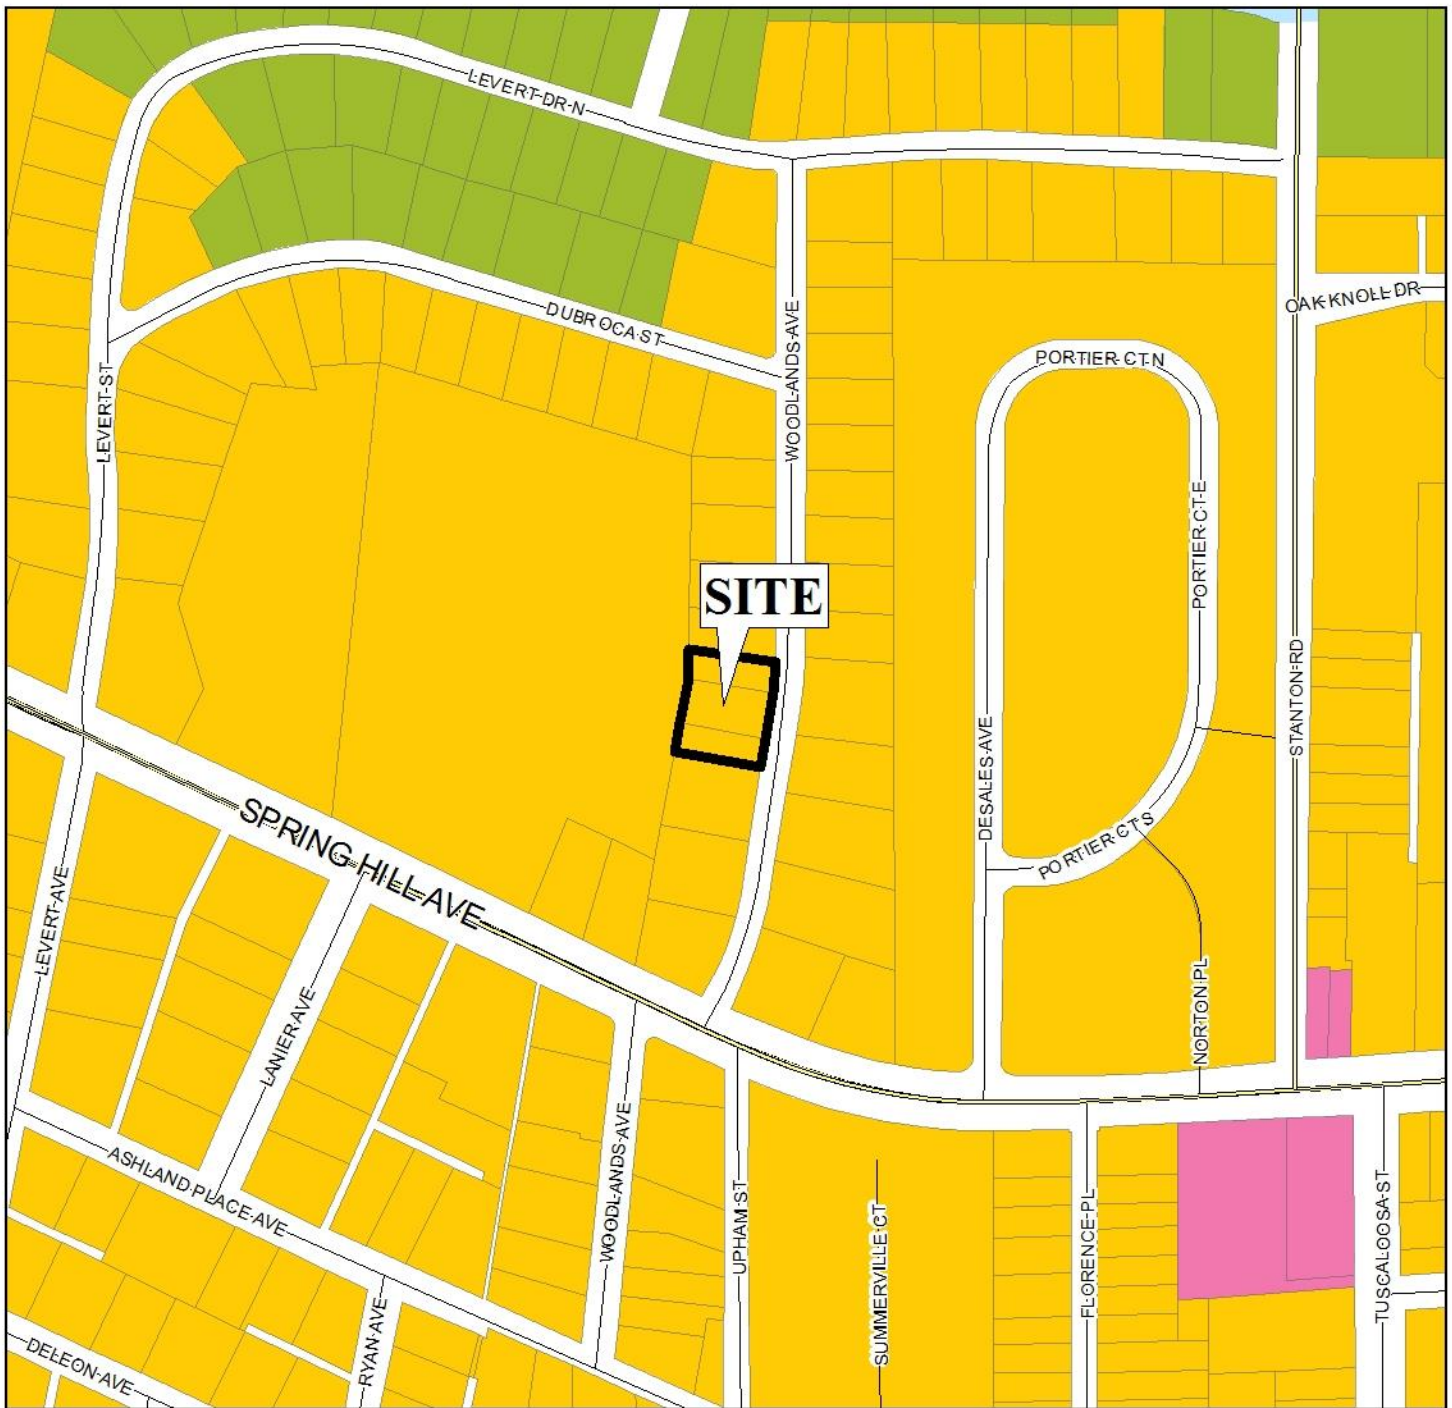 LEVERT DR N
OAK KNOLL DR
DUBROCA ST
WOODLANDS AVE
PORTIER CT N
LEVERT ST
PORTIER CT E
SITE
STANTON RD
DESALES AVE
PORTIER CT S
SPRING HILL AVE
LEVERT AVE
LANIER AVE
NORTON PL
ASHLAND PLACE AVE
WOODLANDS AVE
UPHAM ST
SUMMERVILLE CT
FLORENCE PL
TUSCALOOSA ST
RYAN AVE
DELEON AVE